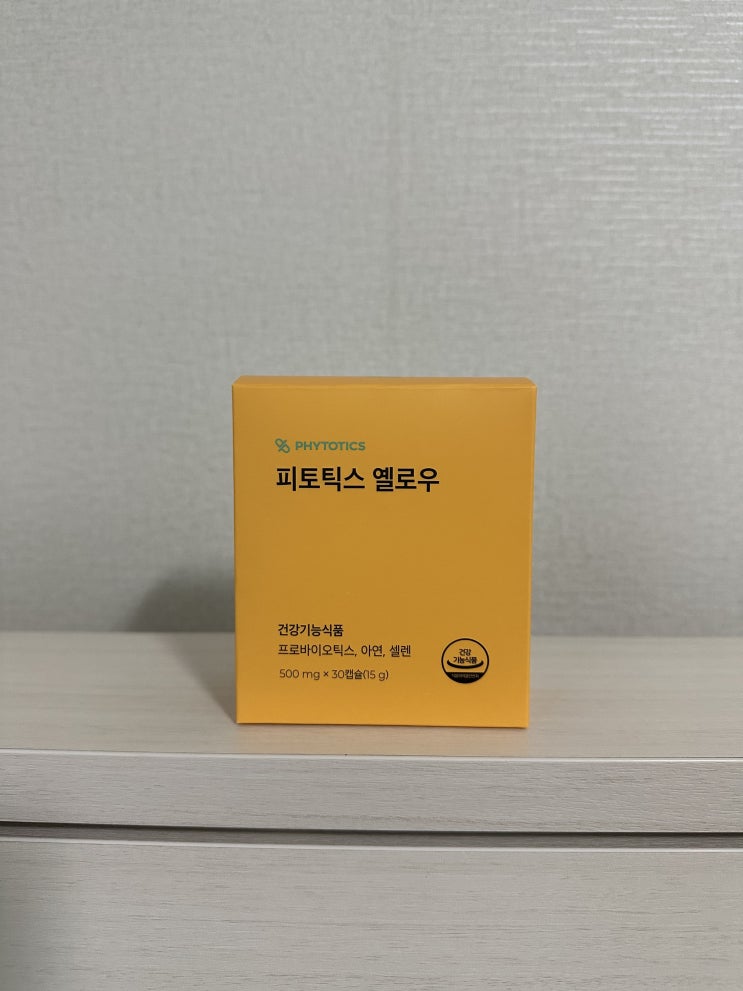 PHYTOTICS
피토틱스 옐로우
건강기능식품
프로바이오틱스, 아연, 셀렌
500 mg × 30캡슐(15 g)
건강
기능식품